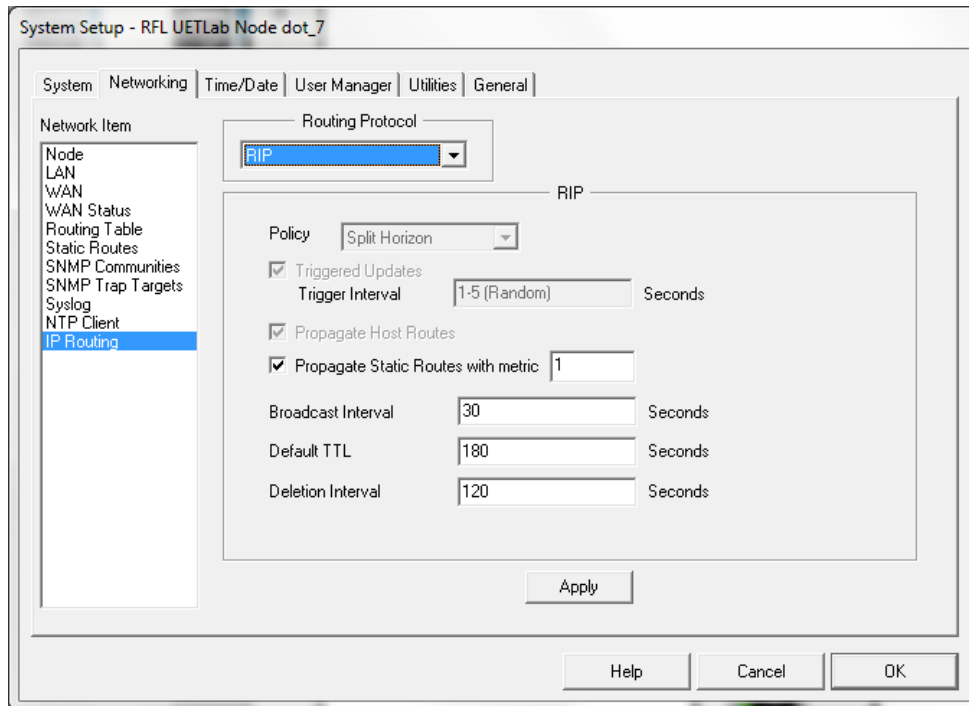 System Setup - RFL UETLab Node dot_7
System Networking Time/Date User Manager Utilities General
Network Item
Node
LAN
WAN
WAN Status
Routing Table
Static Routes
SNMP Communities
SNMP Trap Targets
Syslog
NTP Client
IP Routing
Routing Protocol
RIP
RIP
Policy Split Horizon
Triggered Updates
Trigger Interval 1-5 (Random) Seconds
Propagate Host Routes
Propagate Static Routes with metric 1
Broadcast Interval 30 Seconds
Default TTL 180 Seconds
Deletion Interval 120 Seconds
Apply
Help Cancel OK